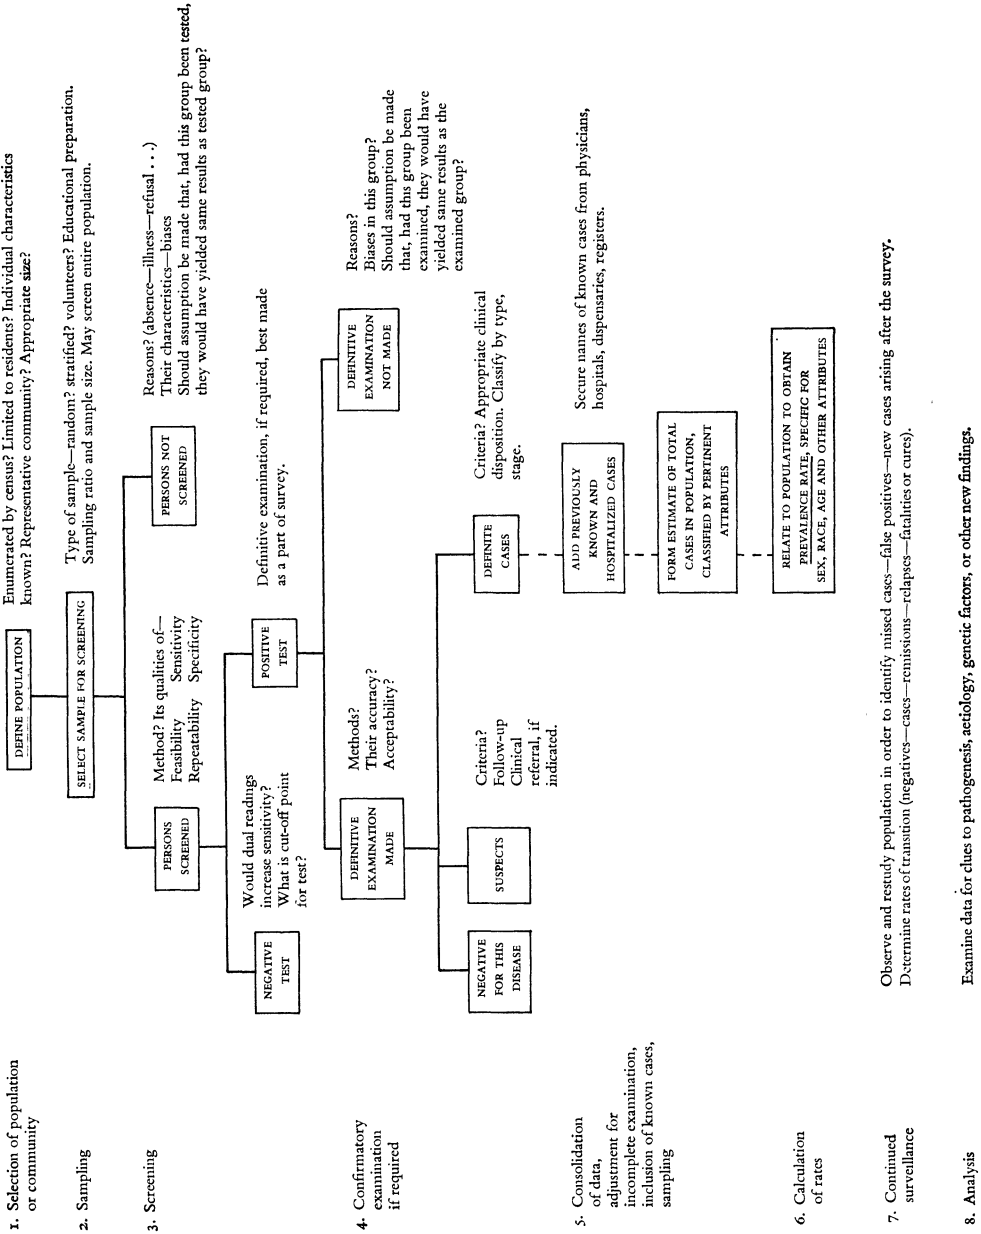 1. Selection of population
or community
DEFINE POPULATION
Enumerated by census? Limited to residents? Individual characteristics
known? Representative community? Appropriate size?
2. Sampling
SELECT SAMPLE FOR SCREENING
Type of sample—random? stratified? volunteers? Educational preparation.
Sampling ratio and sample size. May screen entire population.
3. Screening
PERSONS
SCREENED
Method? Its qualities of—
Feasibility Sensitivity
Repeatability Specificity
PERSONS NOT
SCREENED
Reasons? (absence—illness—refusal . . .)
Their characteristics—biases
Should assumption be made that, had this group been tested,
they would have yielded same results as tested group?
NEGATIVE
TEST
Would dual readings
increase sensitivity?
What is cut-off point
for test?
POSITIVE
TEST
Definitive examination, if required, best made
as a part of survey.
4. Confirmatory
examination
if required
DEFINITIVE
EXAMINATION
MADE
Methods?
Their accuracy?
Acceptability?
DEFINITIVE
EXAMINATION
NOT MADE
Reasons?
Biases in this group?
Should assumption be made
that, had this group been
examined, they would have
yielded same results as the
examined group?
NEGATIVE
FOR THIS
DISEASE
SUSPECTS
Criteria?
Follow-up
Clinical
referral, if
indicated.
DEFINITE
CASES
Criteria? Appropriate clinical
disposition. Classify by type,
stage.
5. Consolidation
of data,
adjustment for
incomplete examination,
inclusion of known cases,
sampling
ADD PREVIOUSLY
KNOWN AND
HOSPITALIZED CASES
Secure names of known cases from physicians,
hospitals, dispensaries, registers.
FORM ESTIMATE OF TOTAL
CASES IN POPULATION,
CLASSIFIED BY PERTINENT
ATTRIBUTES
6. Calculation
of rates
RELATE TO POPULATION TO OBTAIN
PREVALENCE RATE, SPECIFIC FOR
SEX, RACE, AGE AND OTHER ATTRIBUTES
7. Continued
surveillance
Observe and restudy population in order to identify missed cases—false positives—new cases arising after the survey.
Determine rates of transition (negatives—cases—remissions—relapses—fatalities or cures).
8. Analysis
Examine data for clues to pathogenesis, aetiology, genetic factors, or other new findings.